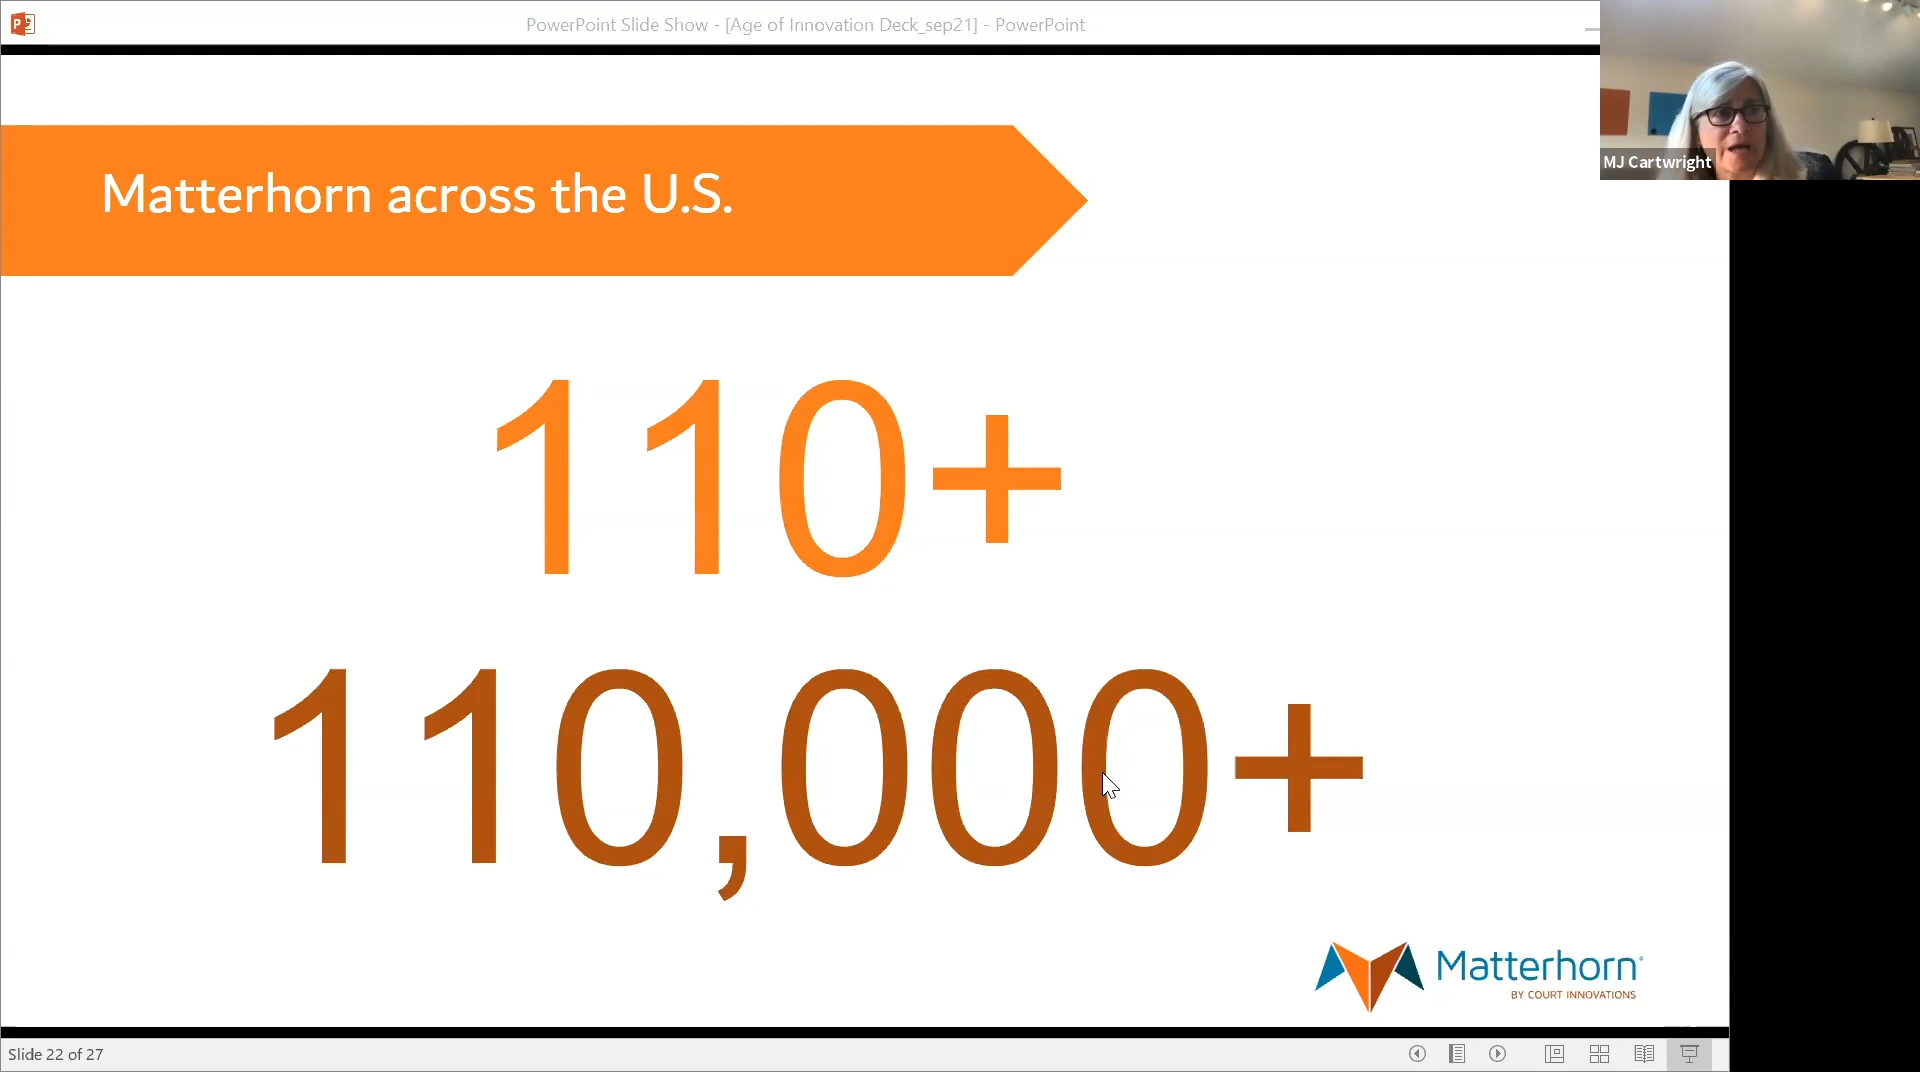 PowerPoint Slide Show - [Age of Innovation Deck_sep21] - PowerPoint
MJ Cartwright
Matterhorn across the U.S.
110+
110,000+
Matterhorn®
BY COURT INNOVATIONS
Slide 22 of 27